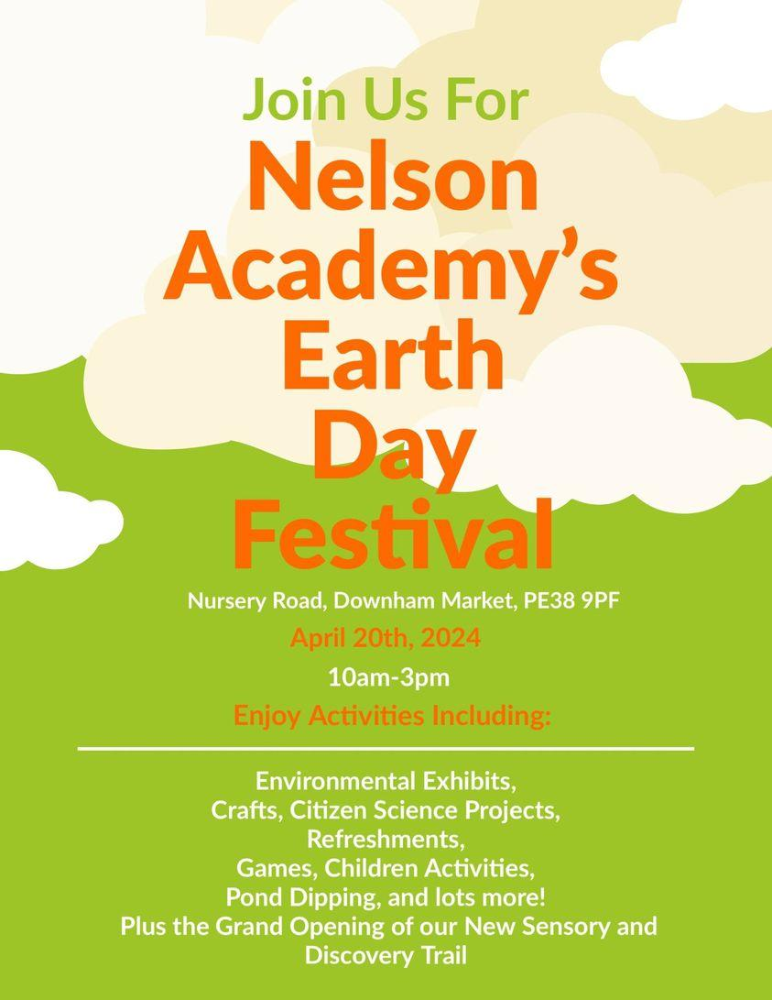 Join Us For
Nelson
Academy’s
Earth
Day
Festival
Nursery Road, Downham Market, PE38 9PF
April 20th, 2024
10am-3pm
Enjoy Activities Including:
Environmental Exhibits,
Crafts, Citizen Science Projects,
Refreshments,
Games, Children Activities,
Pond Dipping, and lots more!
Plus the Grand Opening of our New Sensory and
Discovery Trail